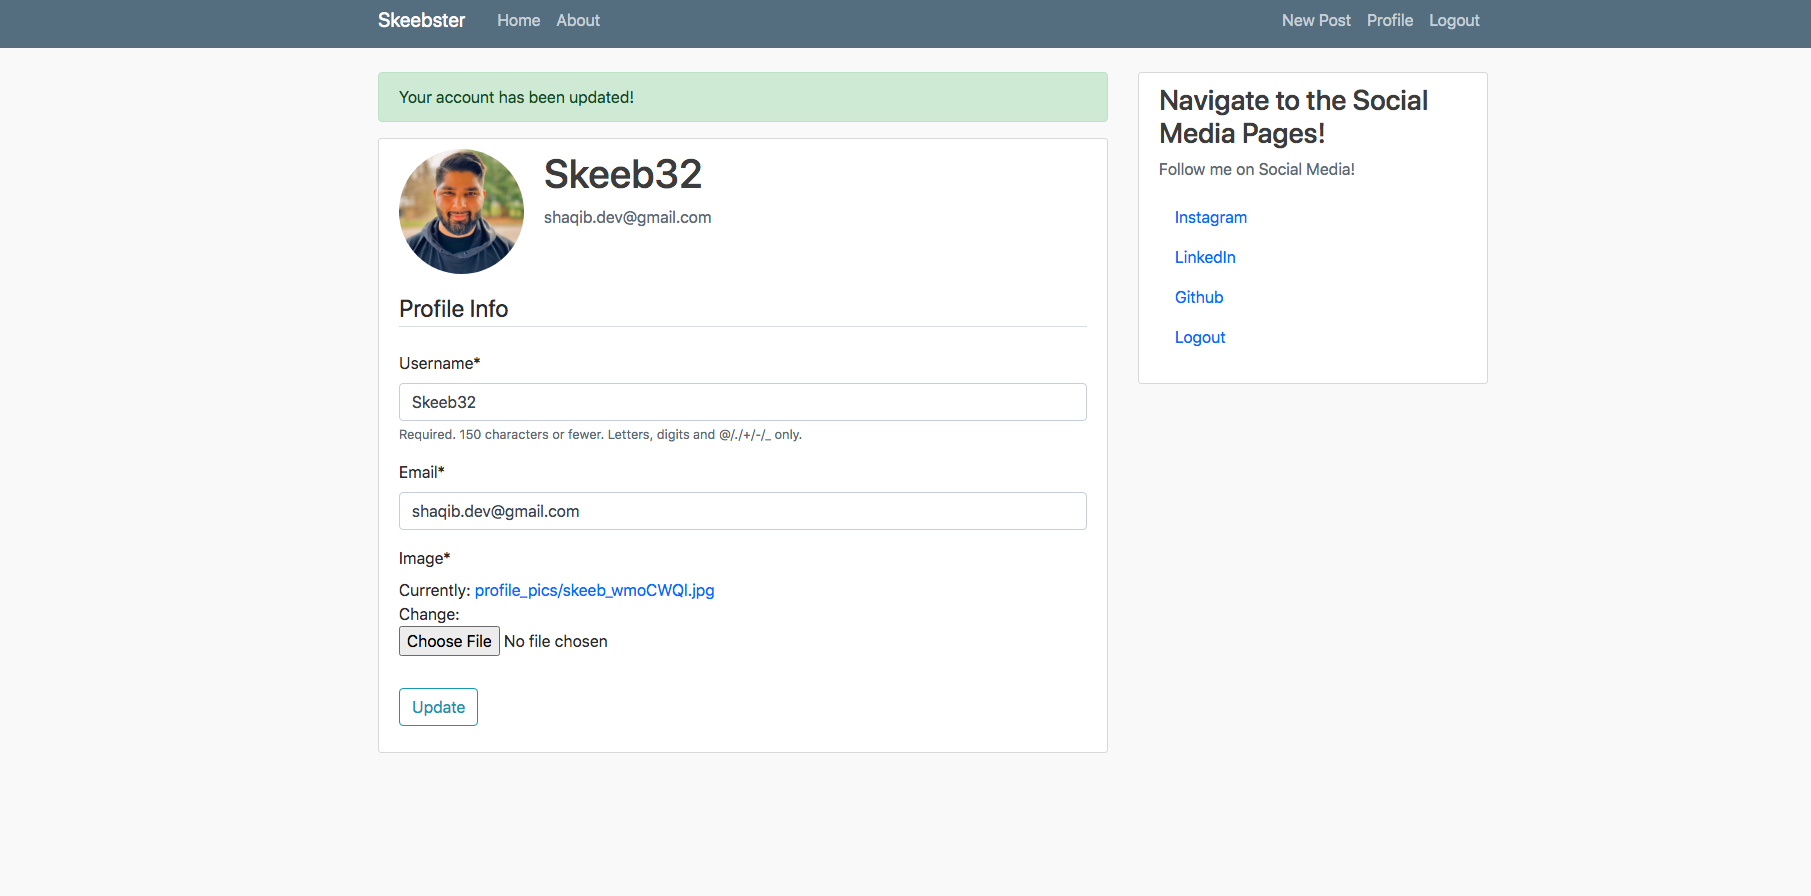 Skeebster Home About New Post Profile Logout
Your account has been updated!
Skeeb32
shaqib.dev@gmail.com
Profile Info
Username*
Skeeb32
Required. 150 characters or fewer. Letters, digits and @/./+/-/_ only.
Email*
shaqib.dev@gmail.com
Image*
Currently: profile_pics/skeeb_wmoCWQI.jpg
Change:
Choose File No file chosen
Update
Navigate to the Social
Media Pages!
Follow me on Social Media!
Instagram
LinkedIn
Github
Logout